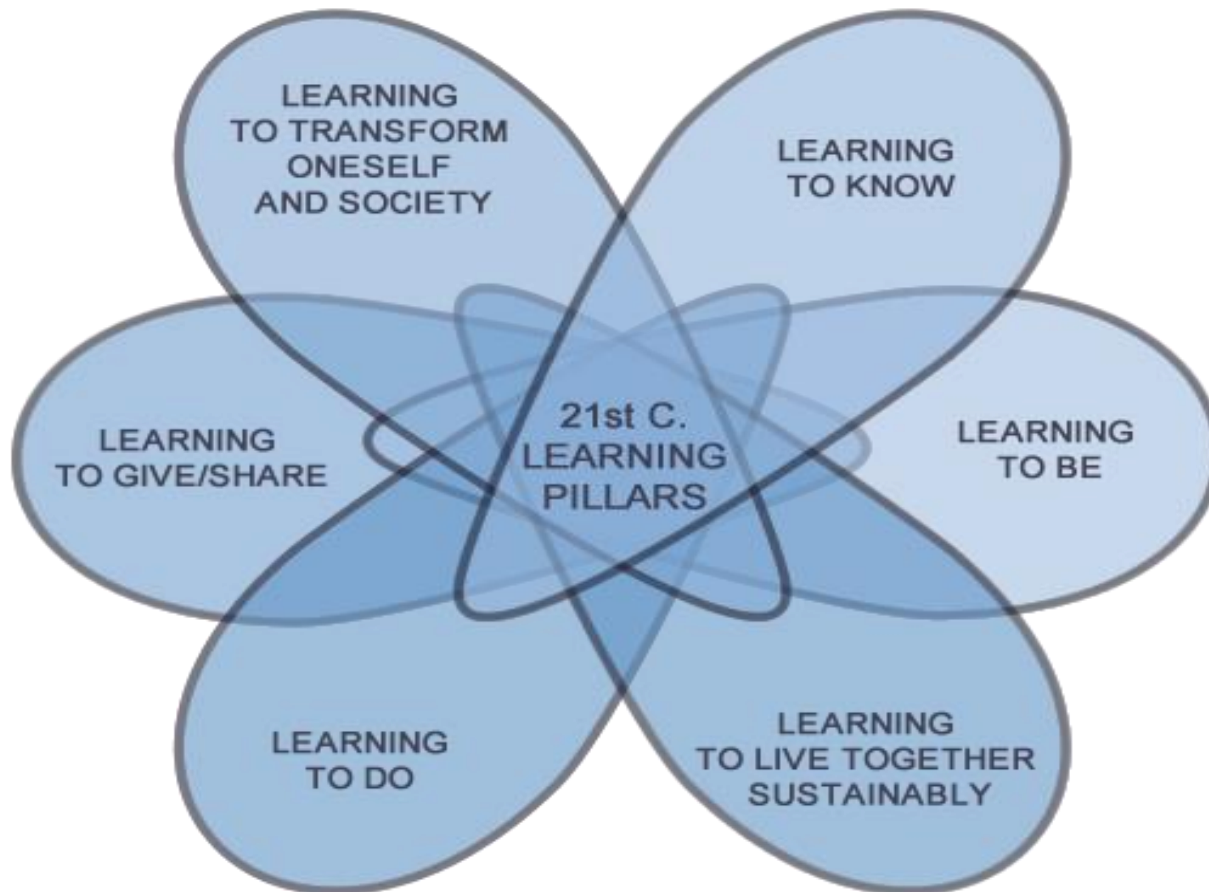 LEARNING
TO TRANSFORM
ONESELF
AND SOCIETY
LEARNING
TO KNOW
LEARNING
TO GIVE/SHARE
21st C.
LEARNING
PILLARS
LEARNING
TO BE
LEARNING
TO DO
LEARNING
TO LIVE TOGETHER
SUSTAINABLY